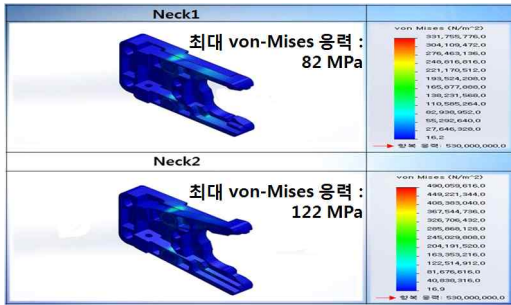 Neck1
최대 von-Mises 응력 :
82 MPa
von Mises (N/m^2)
331,755,776.0
304,109,472.0
276,463,136.0
248,816,816.0
221,170,512.0
193,524,208.0
165,877,888.0
138,231,568.0
110,585,264.0
82,938,952.0
55,292,640.0
27,646,328.0
16.2
항복 응력: 530,000,000.0
Neck2
최대 von-Mises 응력 :
122 MPa
von Mises (N/m^2)
490,059,616.0
449,221,344.0
408,383,040.0
367,544,736.0
326,706,432.0
285,868,128.0
245,029,808.0
204,191,520.0
163,353,216.0
122,514,912.0
81,676,616.0
40,838,316.0
16.9
항복 응력: 530,000,000.0